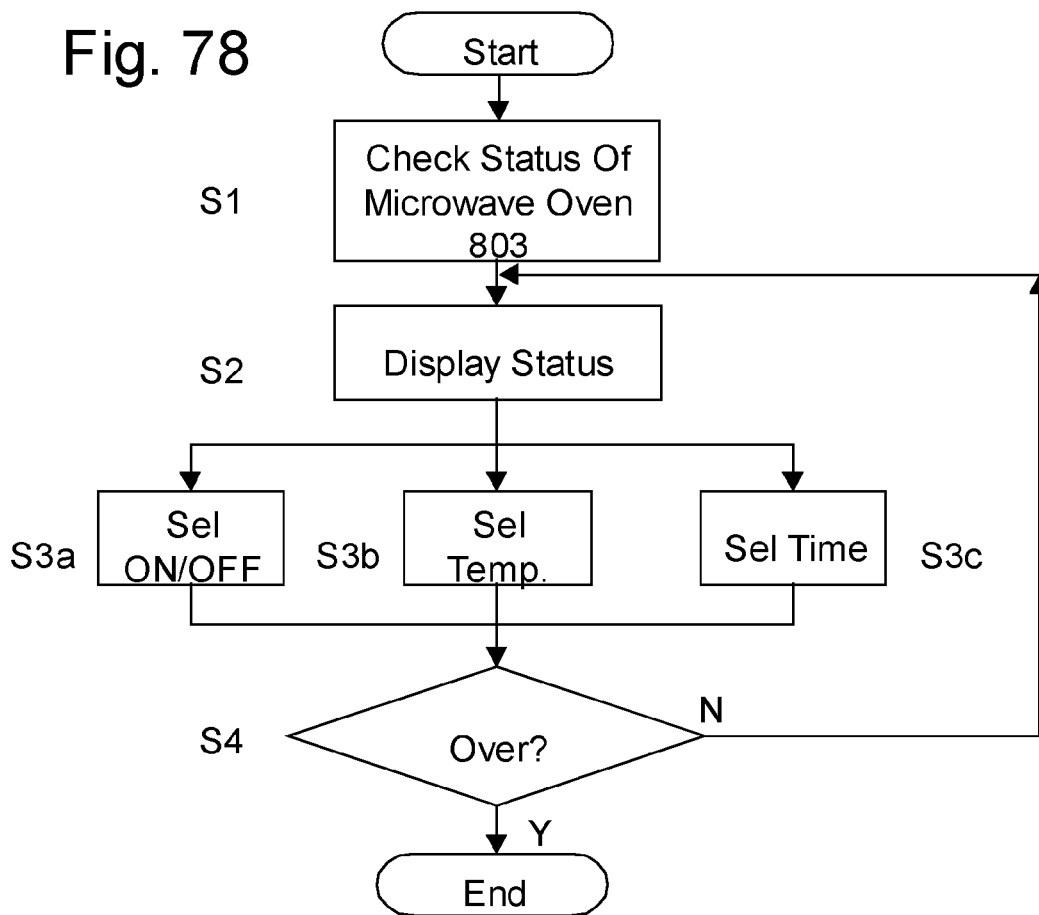 Fig. 78
Start
S1
Check Status Of
Microwave Oven
803
S2
Display Status
S3a
Sel
ON/OFF
S3b
Sel
Temp.
Sel Time
S3c
S4
Over?
N
Y
End